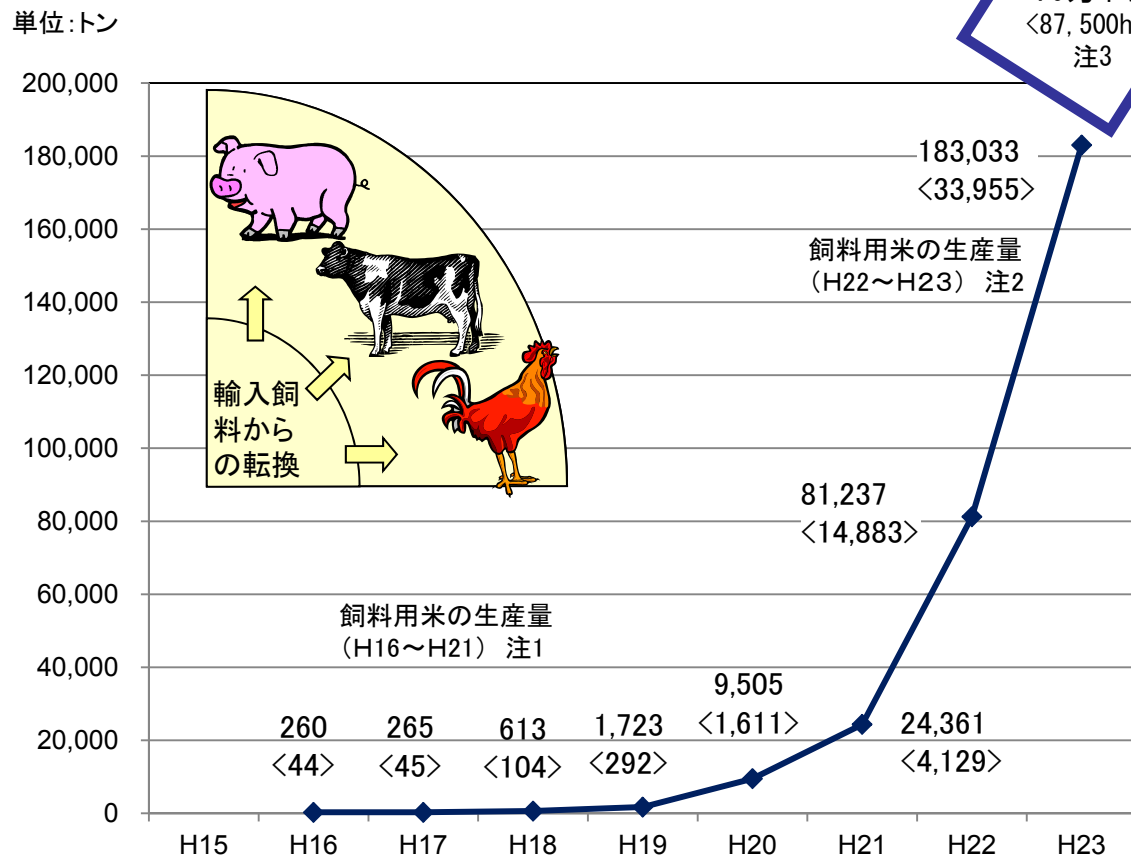 単位:トン
<87,500h
注3
200,000
180,000
160,000
140,000
120,000
100,000
80,000
60,000
40,000
20,000
0
183,033
<33,955>
飼料用米の生産量
(H22～H23) 注2
輸入飼
料から
の転換
81,237
<14,883>
飼料用米の生産量
(H16～H21) 注1
260
<44>
265
<45>
613
<104>
1,723
<292>
9,505
<1,611>
24,361
<4,129>
H15
H16
H17
H18
H19
H20
H21
H22
H23